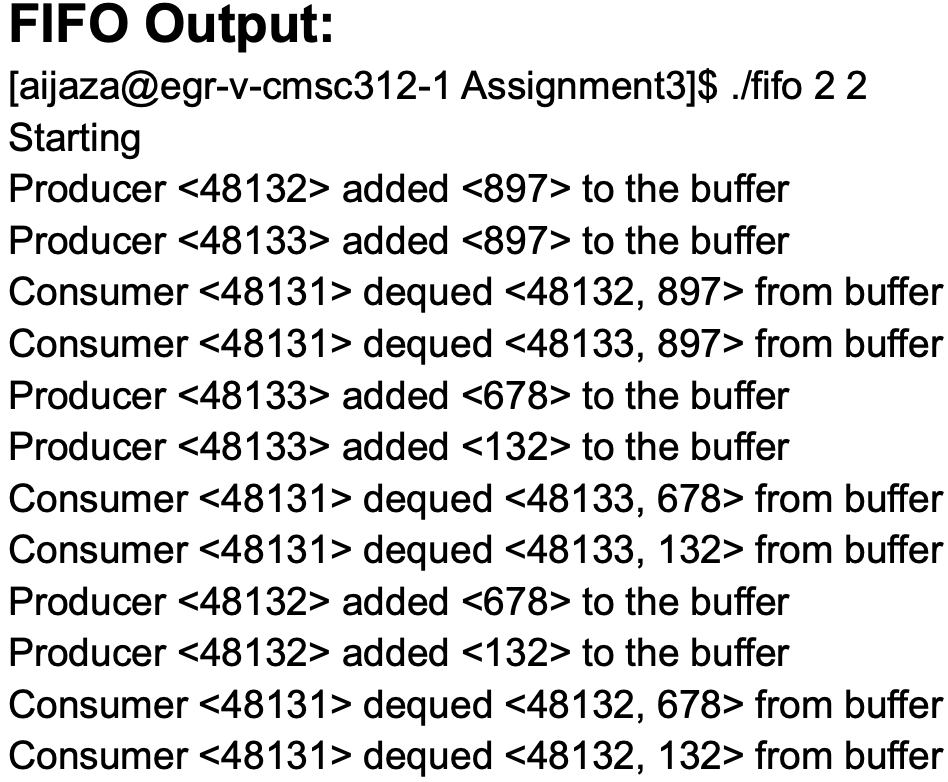 FIFO Output:
[aijaza@egr-v-cmsc312-1 Assignment3]$ ./fifo 2 2
Starting
Producer <48132> added <897> to the buffer
Producer <48133> added <897> to the buffer
Consumer <48131> dequed <48132, 897> from buffer
Consumer <48131> dequed <48133, 897> from buffer
Producer <48133> added <678> to the buffer
Producer <48133> added <132> to the buffer
Consumer <48131> dequed <48133, 678> from buffer
Consumer <48131> dequed <48133, 132> from buffer
Producer <48132> added <678> to the buffer
Producer <48132> added <132> to the buffer
Consumer <48131> dequed <48132, 678> from buffer
Consumer <48131> dequed <48132, 132> from buffer